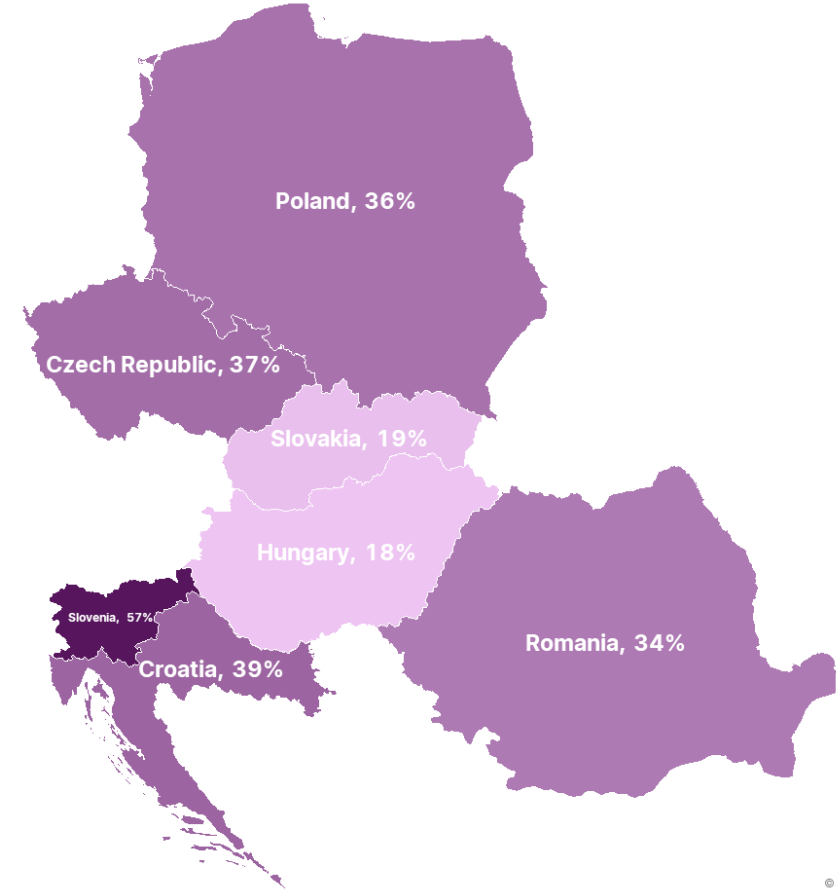 Poland, 36%
Czech Republic, 37%
Slovakia, 19%
Hungary, 18%
Slovenia, 57%
Romania, 34%
Croatia, 39%
©